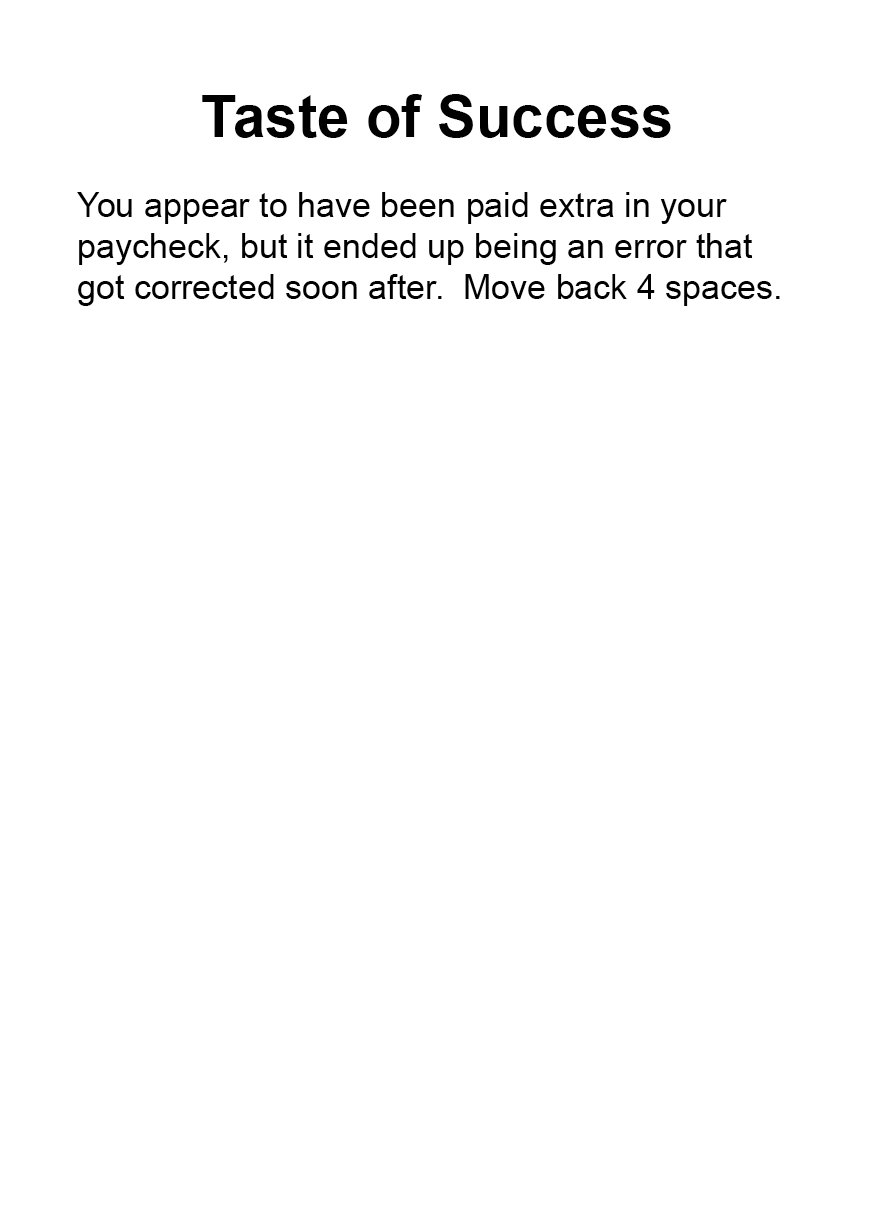 Taste of Success
You appear to have been paid extra in your
paycheck, but it ended up being an error that
got corrected soon after.  Move back 4 spaces.